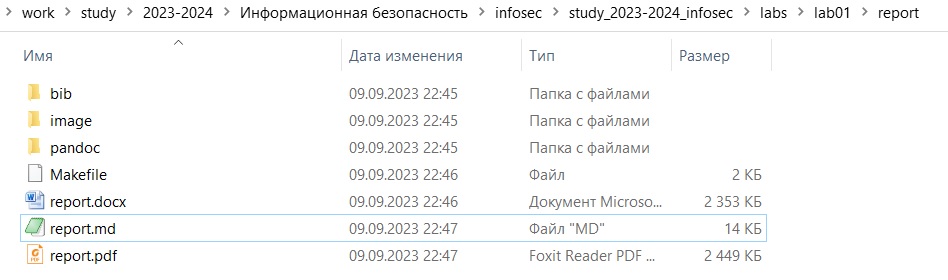 work > study > 2023-2024 > Информационная безопасность > infosec > study_2023-2024_infosec > labs > lab01 > report
Имя Дата изменения Тип Размер
bib 09.09.2023 22:45 Папка с файлами
image 09.09.2023 22:45 Папка с файлами
pandoc 09.09.2023 22:45 Папка с файлами
Makefile 09.09.2023 22:46 Файл 2 КБ
report.docx 09.09.2023 22:46 Документ Microso... 2 353 КБ
report.md 09.09.2023 22:47 Файл "MD" 14 КБ
report.pdf 09.09.2023 22:47 Foxit Reader PDF ... 2 449 КБ